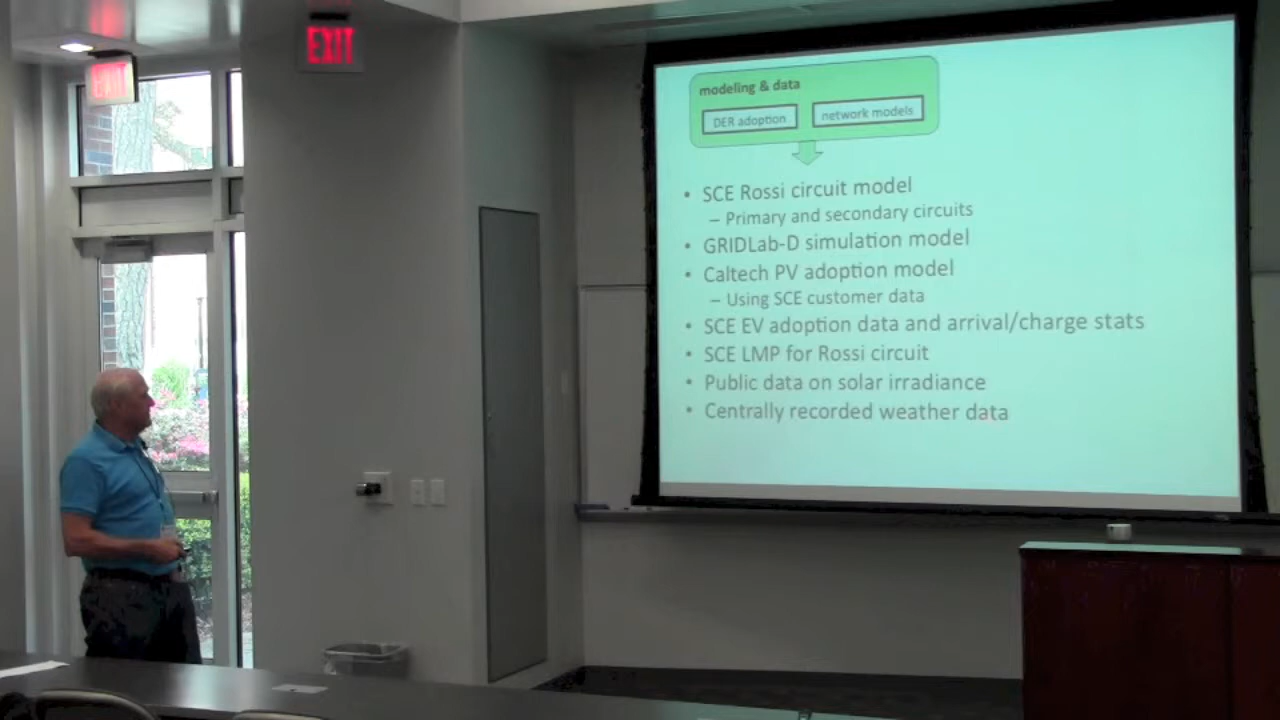 EXIT
EXIT
modeling & data
DER adoption
network models
• SCE Rossi circuit model
– Primary and secondary circuits
• GRIDLab-D simulation model
• Caltech PV adoption model
– Using SCE customer data
• SCE EV adoption data and arrival/charge stats
• SCE LMP for Rossi circuit
• Public data on solar irradiance
• Centrally recorded weather data